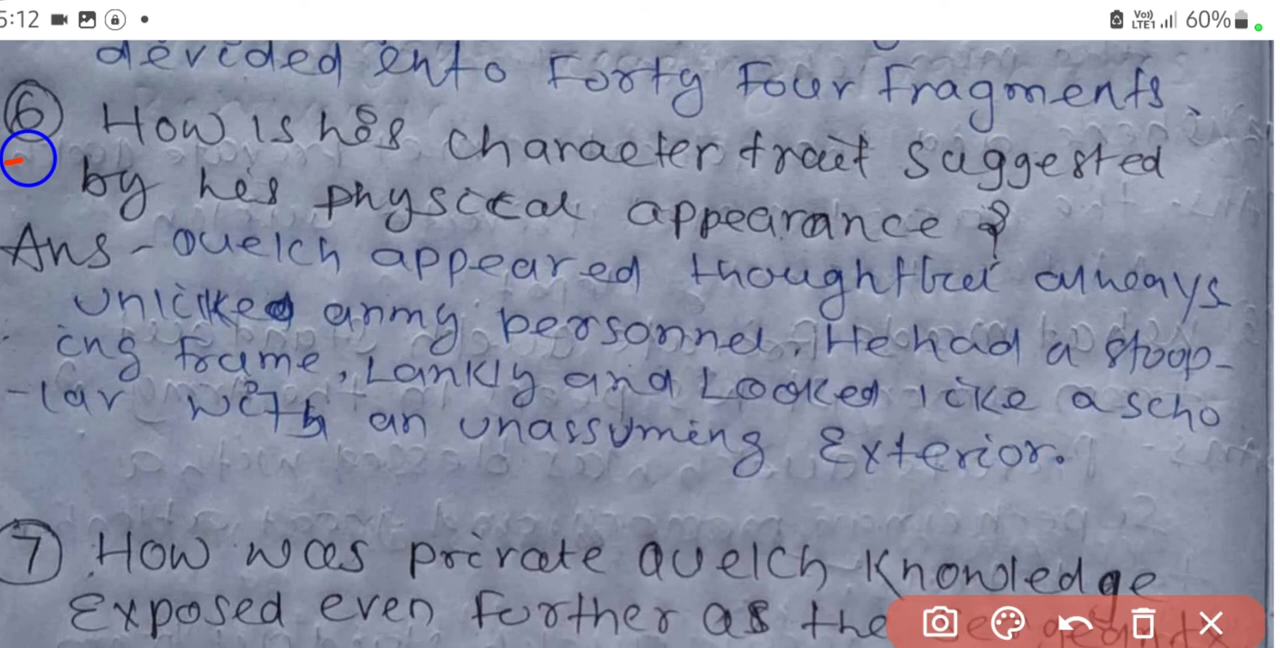 5:12 Vo)) LTE1 60%
devided into Forty Four fragments.
6 How is his character trait suggested
by his physical appearance ?
Ans - Quelch appeared thoughtful always
Unlike army personnel. He had a stoop-
ing frame, Lankly and Looked like a scho
-lar with an unassuming Exterior.
7 How was private Quelch Knowledge
Exposed even further as the